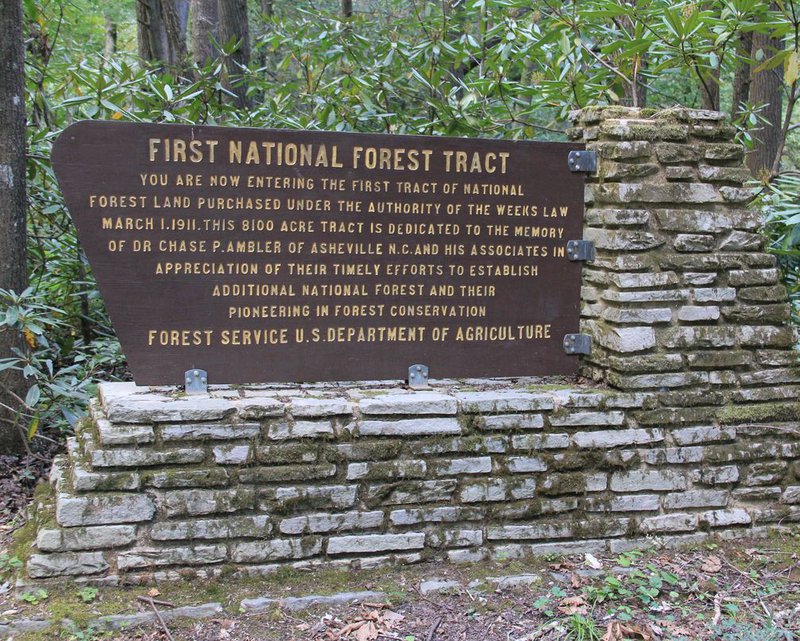 FIRST NATIONAL FOREST TRACT
YOU ARE NOW ENTERING THE FIRST TRACT OF NATIONAL
FOREST LAND PURCHASED UNDER THE AUTHORITY OF THE WEEKS LAW
MARCH 1.1911. THIS 8100 ACRE TRACT IS DEDICATED TO THE MEMORY
OF DR CHASE P. AMBLER OF ASHEVILLE N.C. AND HIS ASSOCIATES IN
APPRECIATION OF THEIR TIMELY EFFORTS TO ESTABLISH
ADDITIONAL NATIONAL FOREST AND THEIR
PIONEERING IN FOREST CONSERVATION
FOREST SERVICE U.S. DEPARTMENT OF AGRICULTURE